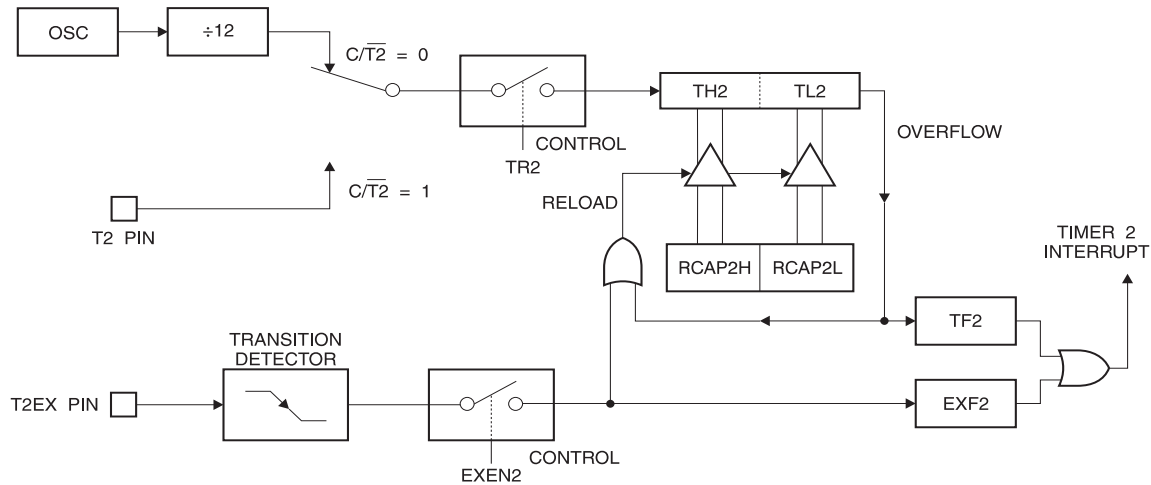 OSC
÷12
C/T2̅ = 0
TH2
TL2
OVERFLOW
CONTROL
TR2
C/T2̅ = 1
RELOAD
T2 PIN
TIMER 2
INTERRUPT
RCAP2H
RCAP2L
TF2
TRANSITION
DETECTOR
T2EX PIN
EXF2
CONTROL
EXEN2